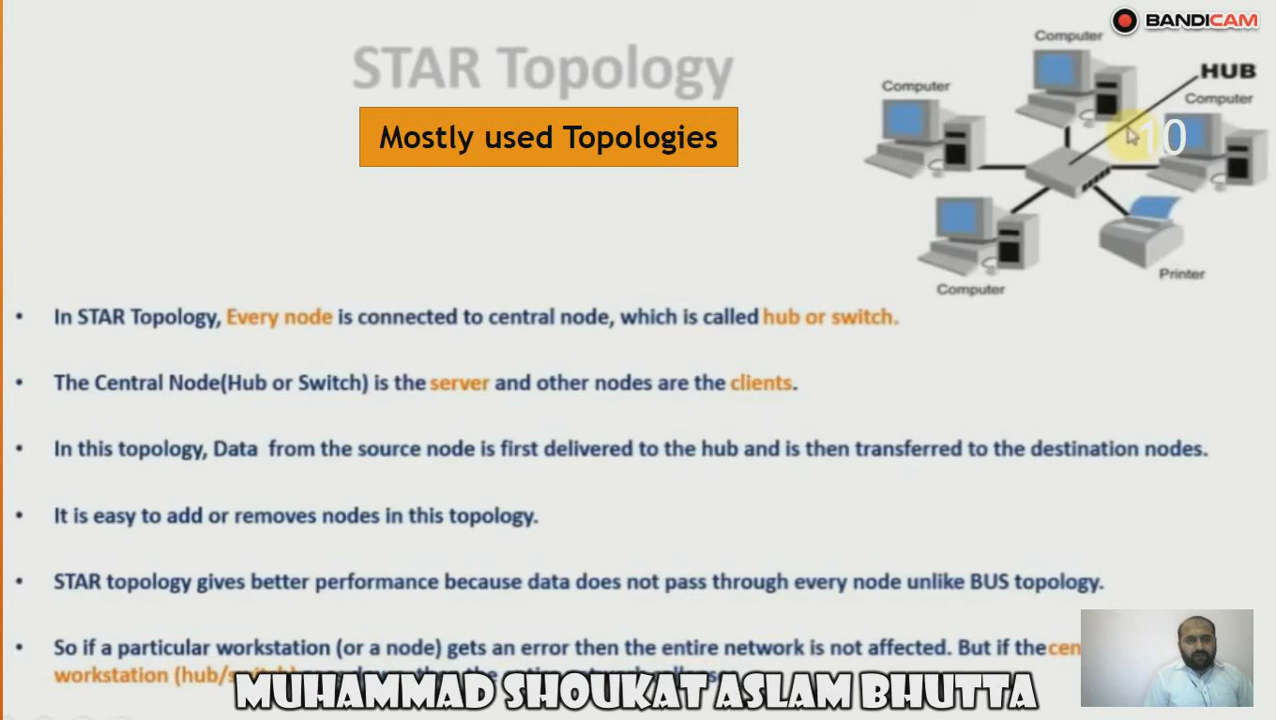 BANDICAM
STAR Topology
Mostly used Topologies
Computer
HUB
Computer
Computer
10
Printer
Computer
• In STAR Topology, Every node is connected to central node, which is called hub or switch.
• The Central Node(Hub or Switch) is the server and other nodes are the clients.
• In this topology, Data from the source node is first delivered to the hub and is then transferred to the destination nodes.
• It is easy to add or removes nodes in this topology.
• STAR topology gives better performance because data does not pass through every node unlike BUS topology.
• So if a particular workstation (or a node) gets an error then the entire network is not affected. But if the cen
workstation (hub/
MUHAMMAD SHOUKAT ASLAM BHUTTA